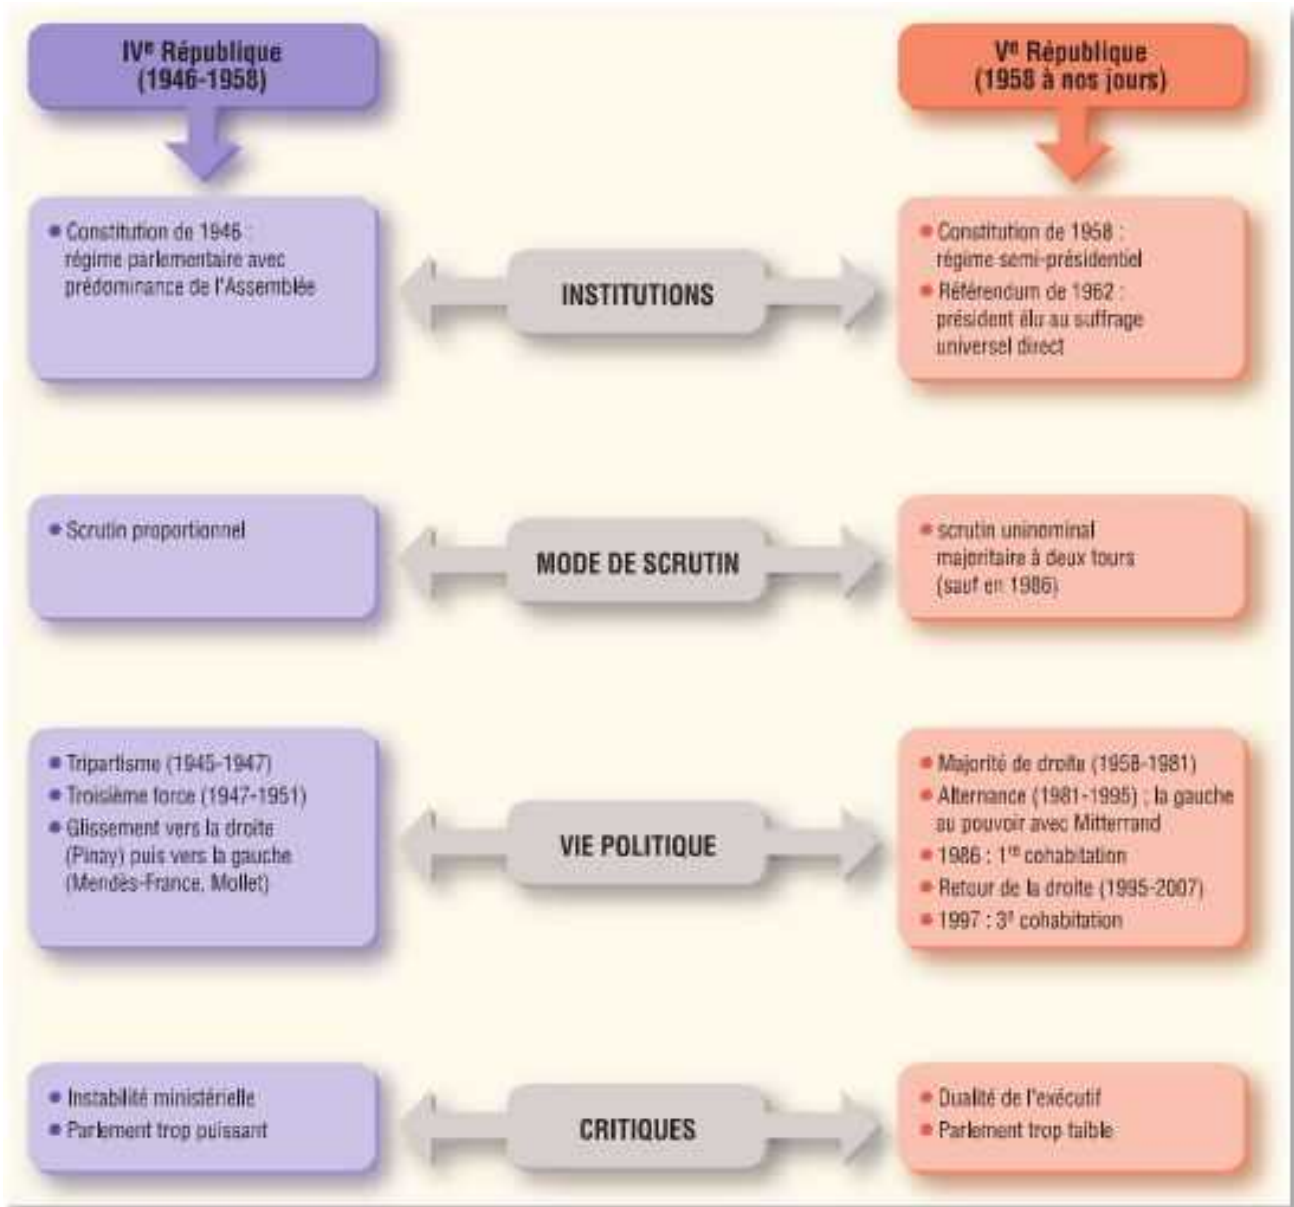 IVe République
(1946-1958)
Ve République
(1958 à nos jours)
• Constitution de 1946 :
régime parlementaire avec
prédominance de l'Assemblée
INSTITUTIONS
• Constitution de 1958 :
régime semi-présidentiel
• Référendum de 1962 :
président élu au suffrage
universel direct
• Scrutin proportionnel
MODE DE SCRUTIN
• scrutin uninominal
majoritaire à deux tours
(sauf en 1986)
• Tripartisme (1945-1947)
• Troisième force (1947-1951)
• Glissement vers la droite
(Pinay) puis vers la gauche
(Mendès-France, Mollet)
VIE POLITIQUE
• Majorité de droite (1958-1981)
• Alternance (1981-1995) : la gauche
au pouvoir avec Mitterrand
• 1986 : 1re cohabitation
• Retour de la droite (1995-2007)
• 1997 : 3e cohabitation
• Instabilité ministérielle
• Parlement trop puissant
CRITIQUES
• Dualité de l'exécutif
• Parlement trop faible